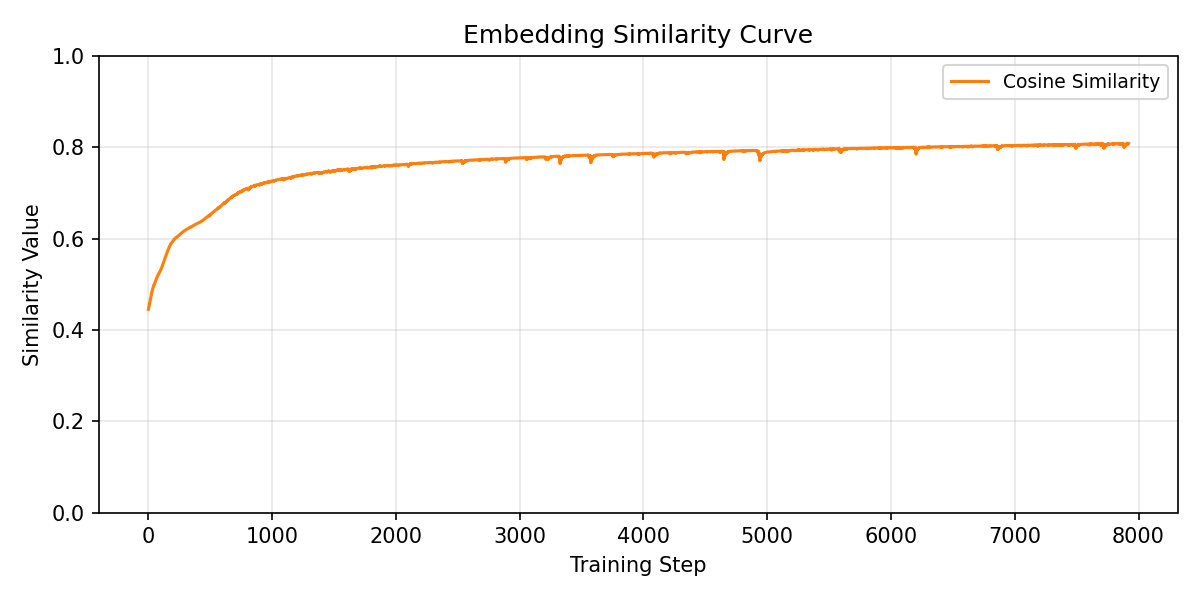 Embedding Similarity Curve
Cosine Similarity
Similarity Value
1.0
0.8
0.6
0.4
0.2
0.0
0 1000 2000 3000 4000 5000 6000 7000 8000
Training Step